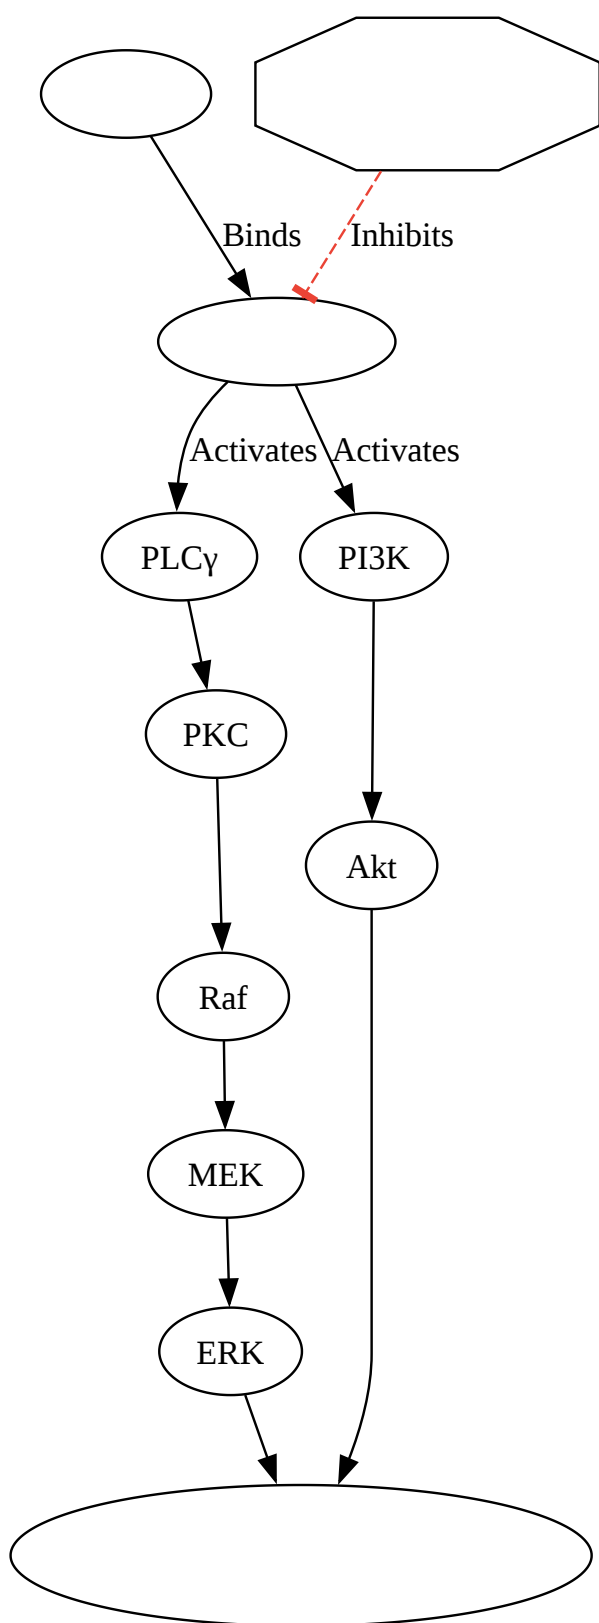 Binds
Inhibits
Activates
Activates
PLCγ
PI3K
PKC
Akt
Raf
MEK
ERK